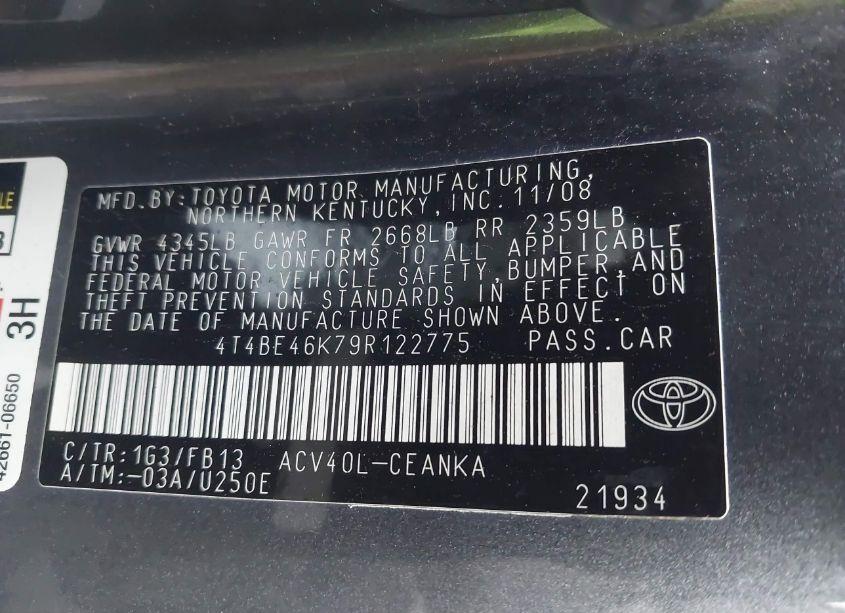 MFD.BY:TOYOTA MOTOR MANUFACTURING,
NORTHERN KENTUCKY,INC.11/08
GVWR 4345LB GAWR FR 2668LB RR 2359LB
THIS VEHICLE CONFORMS TO ALL APPLICABLE
FEDERAL MOTOR VEHICLE SAFETY,BUMPER,AND
THEFT PREVENTION STANDARDS IN EFFECT ON
THE DATE OF MANUFACTURE SHOWN ABOVE.
4T4BE46K79R122775 PASS.CAR
C/TR:1G3/FB13 ACV40L-CEANKA
A/TM:-03A/U250E
21934
3H
42661-06650